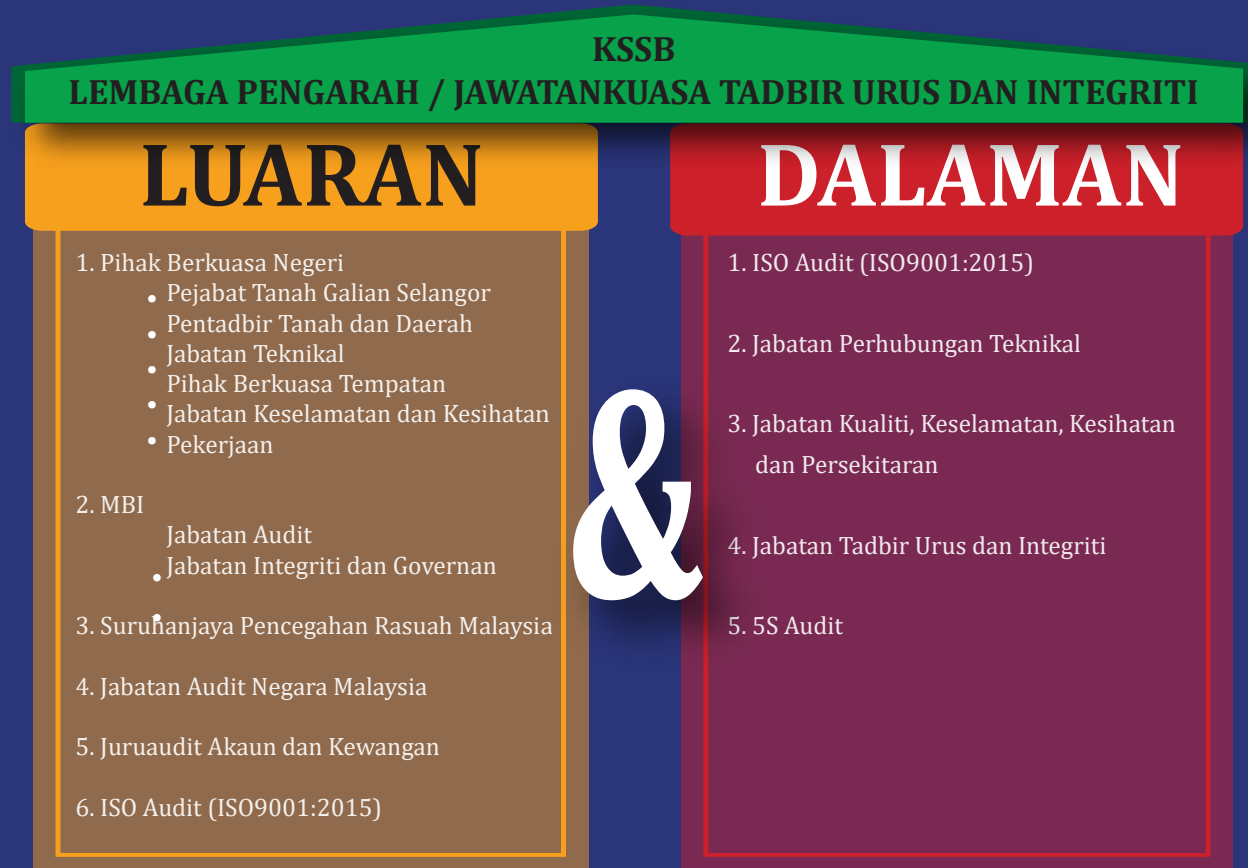 KSSB
LEMBAGA PENGARAH / JAWATANKUASA TADBIR URUS DAN INTEGRITI
LUARAN
1. Pihak Berkuasa Negeri
• Pejabat Tanah Galian Selangor
• Pentadbir Tanah dan Daerah
Jabatan Teknikal
• Pihak Berkuasa Tempatan
• Jabatan Keselamatan dan Kesihatan
• Pekerjaan
2. MBI
Jabatan Audit
• Jabatan Integriti dan Governan
•
3. Suruhanjaya Pencegahan Rasuah Malaysia
4. Jabatan Audit Negara Malaysia
5. Juruaudit Akaun dan Kewangan
6. ISO Audit (ISO9001:2015)
&
DALAMAN
1. ISO Audit (ISO9001:2015)
2. Jabatan Perhubungan Teknikal
3. Jabatan Kualiti, Keselamatan, Kesihatan
dan Persekitaran
4. Jabatan Tadbir Urus dan Integriti
5. 5S Audit